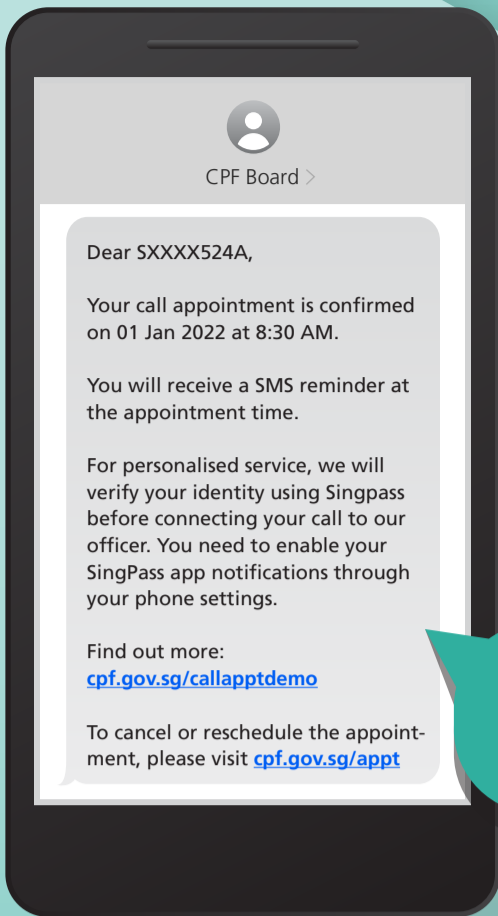 CPF Board >
Dear SXXXX524A,
Your call appointment is confirmed
on 01 Jan 2022 at 8:30 AM.
You will receive a SMS reminder at
the appointment time.
For personalised service, we will
verify your identity using Singpass
before connecting your call to our
officer. You need to enable your
SingPass app notifications through
your phone settings.
Find out more:
cpf.gov.sg/callapptdemo
To cancel or reschedule the appoint-
ment, please visit cpf.gov.sg/appt